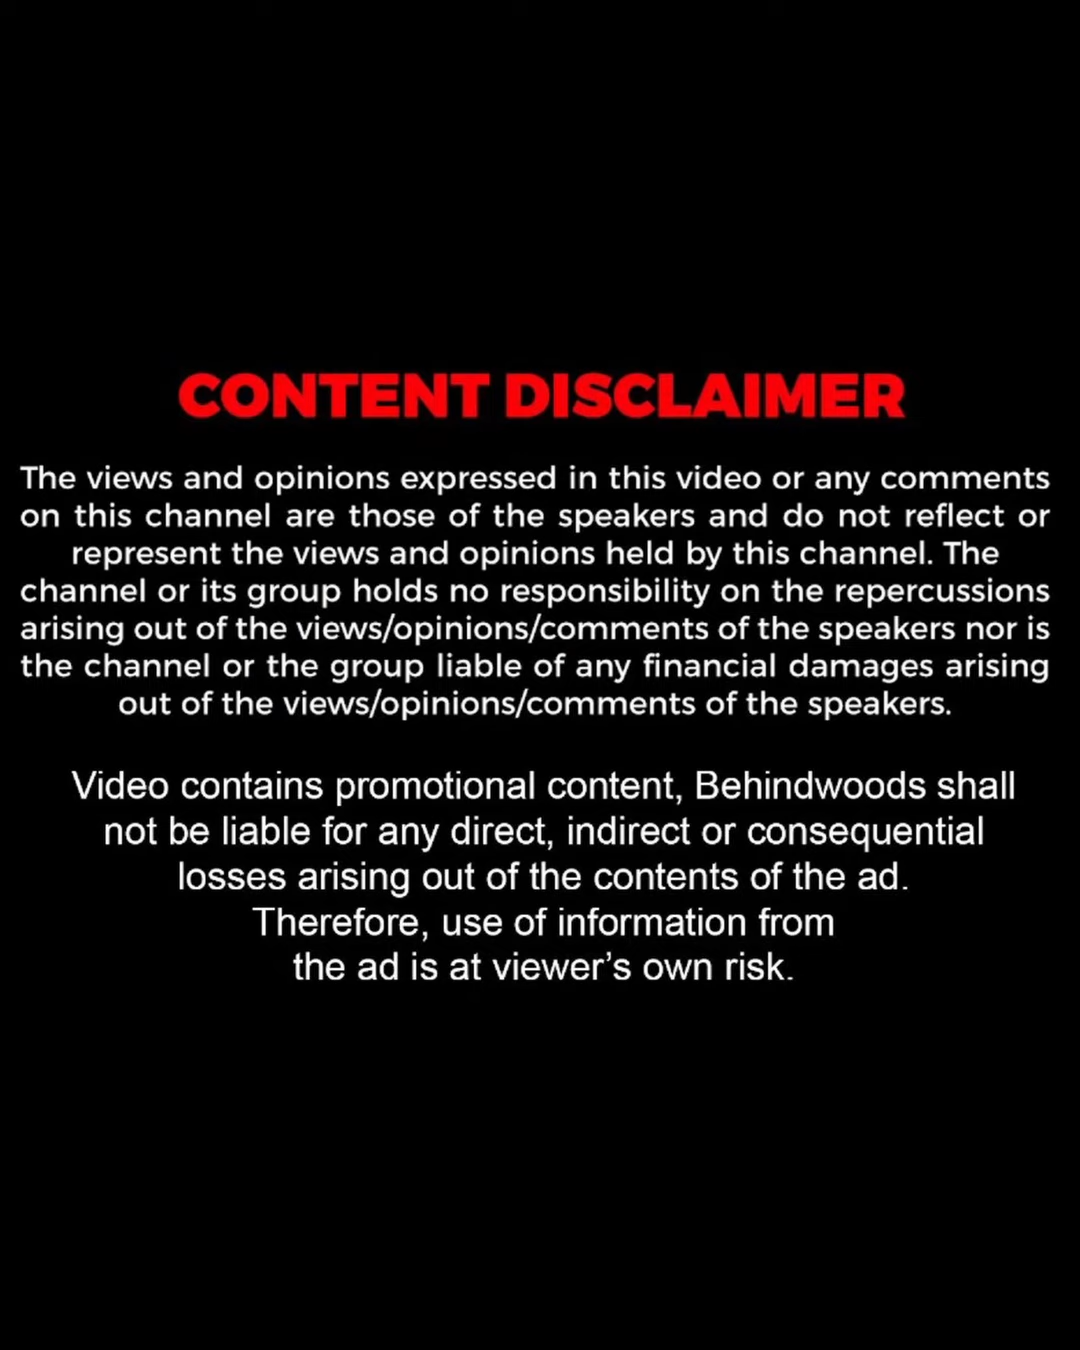 CONTENT DISCLAIMER
The views and opinions expressed in this video or any comments
on this channel are those of the speakers and do not reflect or
represent the views and opinions held by this channel. The
channel or its group holds no responsibility on the repercussions
arising out of the views/opinions/comments of the speakers nor is
the channel or the group liable of any financial damages arising
out of the views/opinions/comments of the speakers.
Video contains promotional content, Behindwoods shall
not be liable for any direct, indirect or consequential
losses arising out of the contents of the ad.
Therefore, use of information from
the ad is at viewer’s own risk.